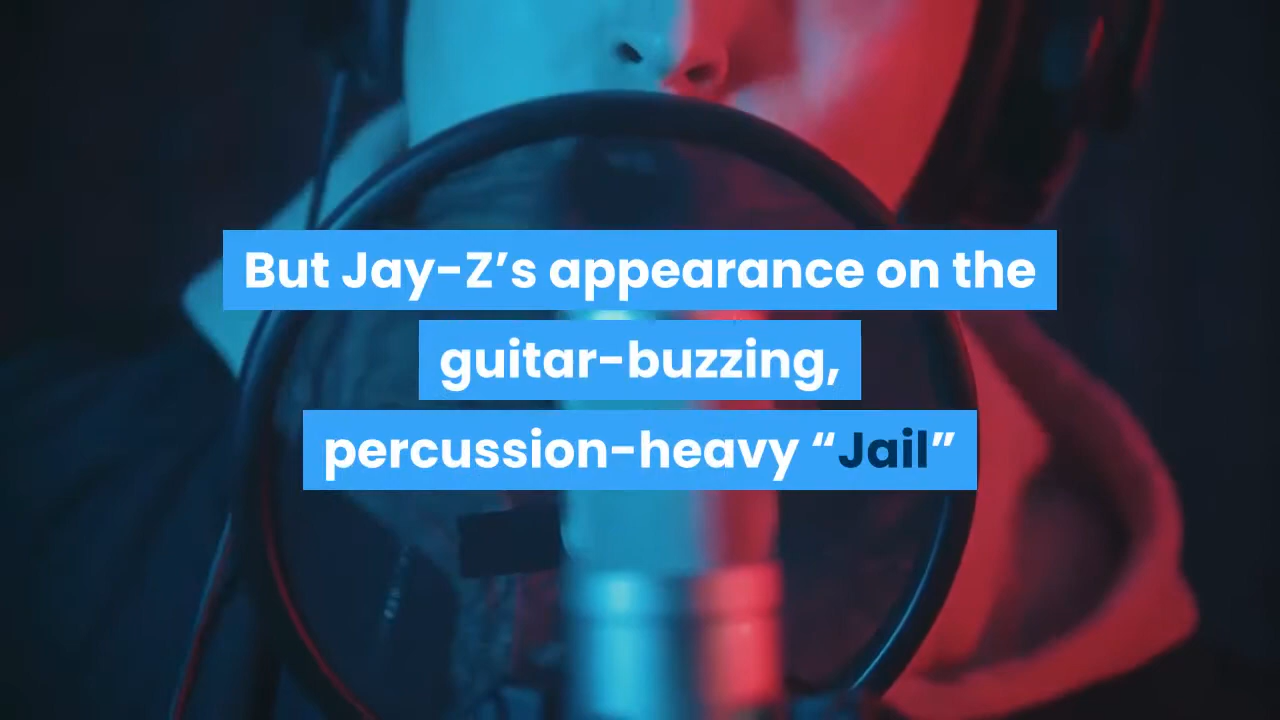 But Jay-Z’s appearance on the
guitar-buzzing,
percussion-heavy “Jail”